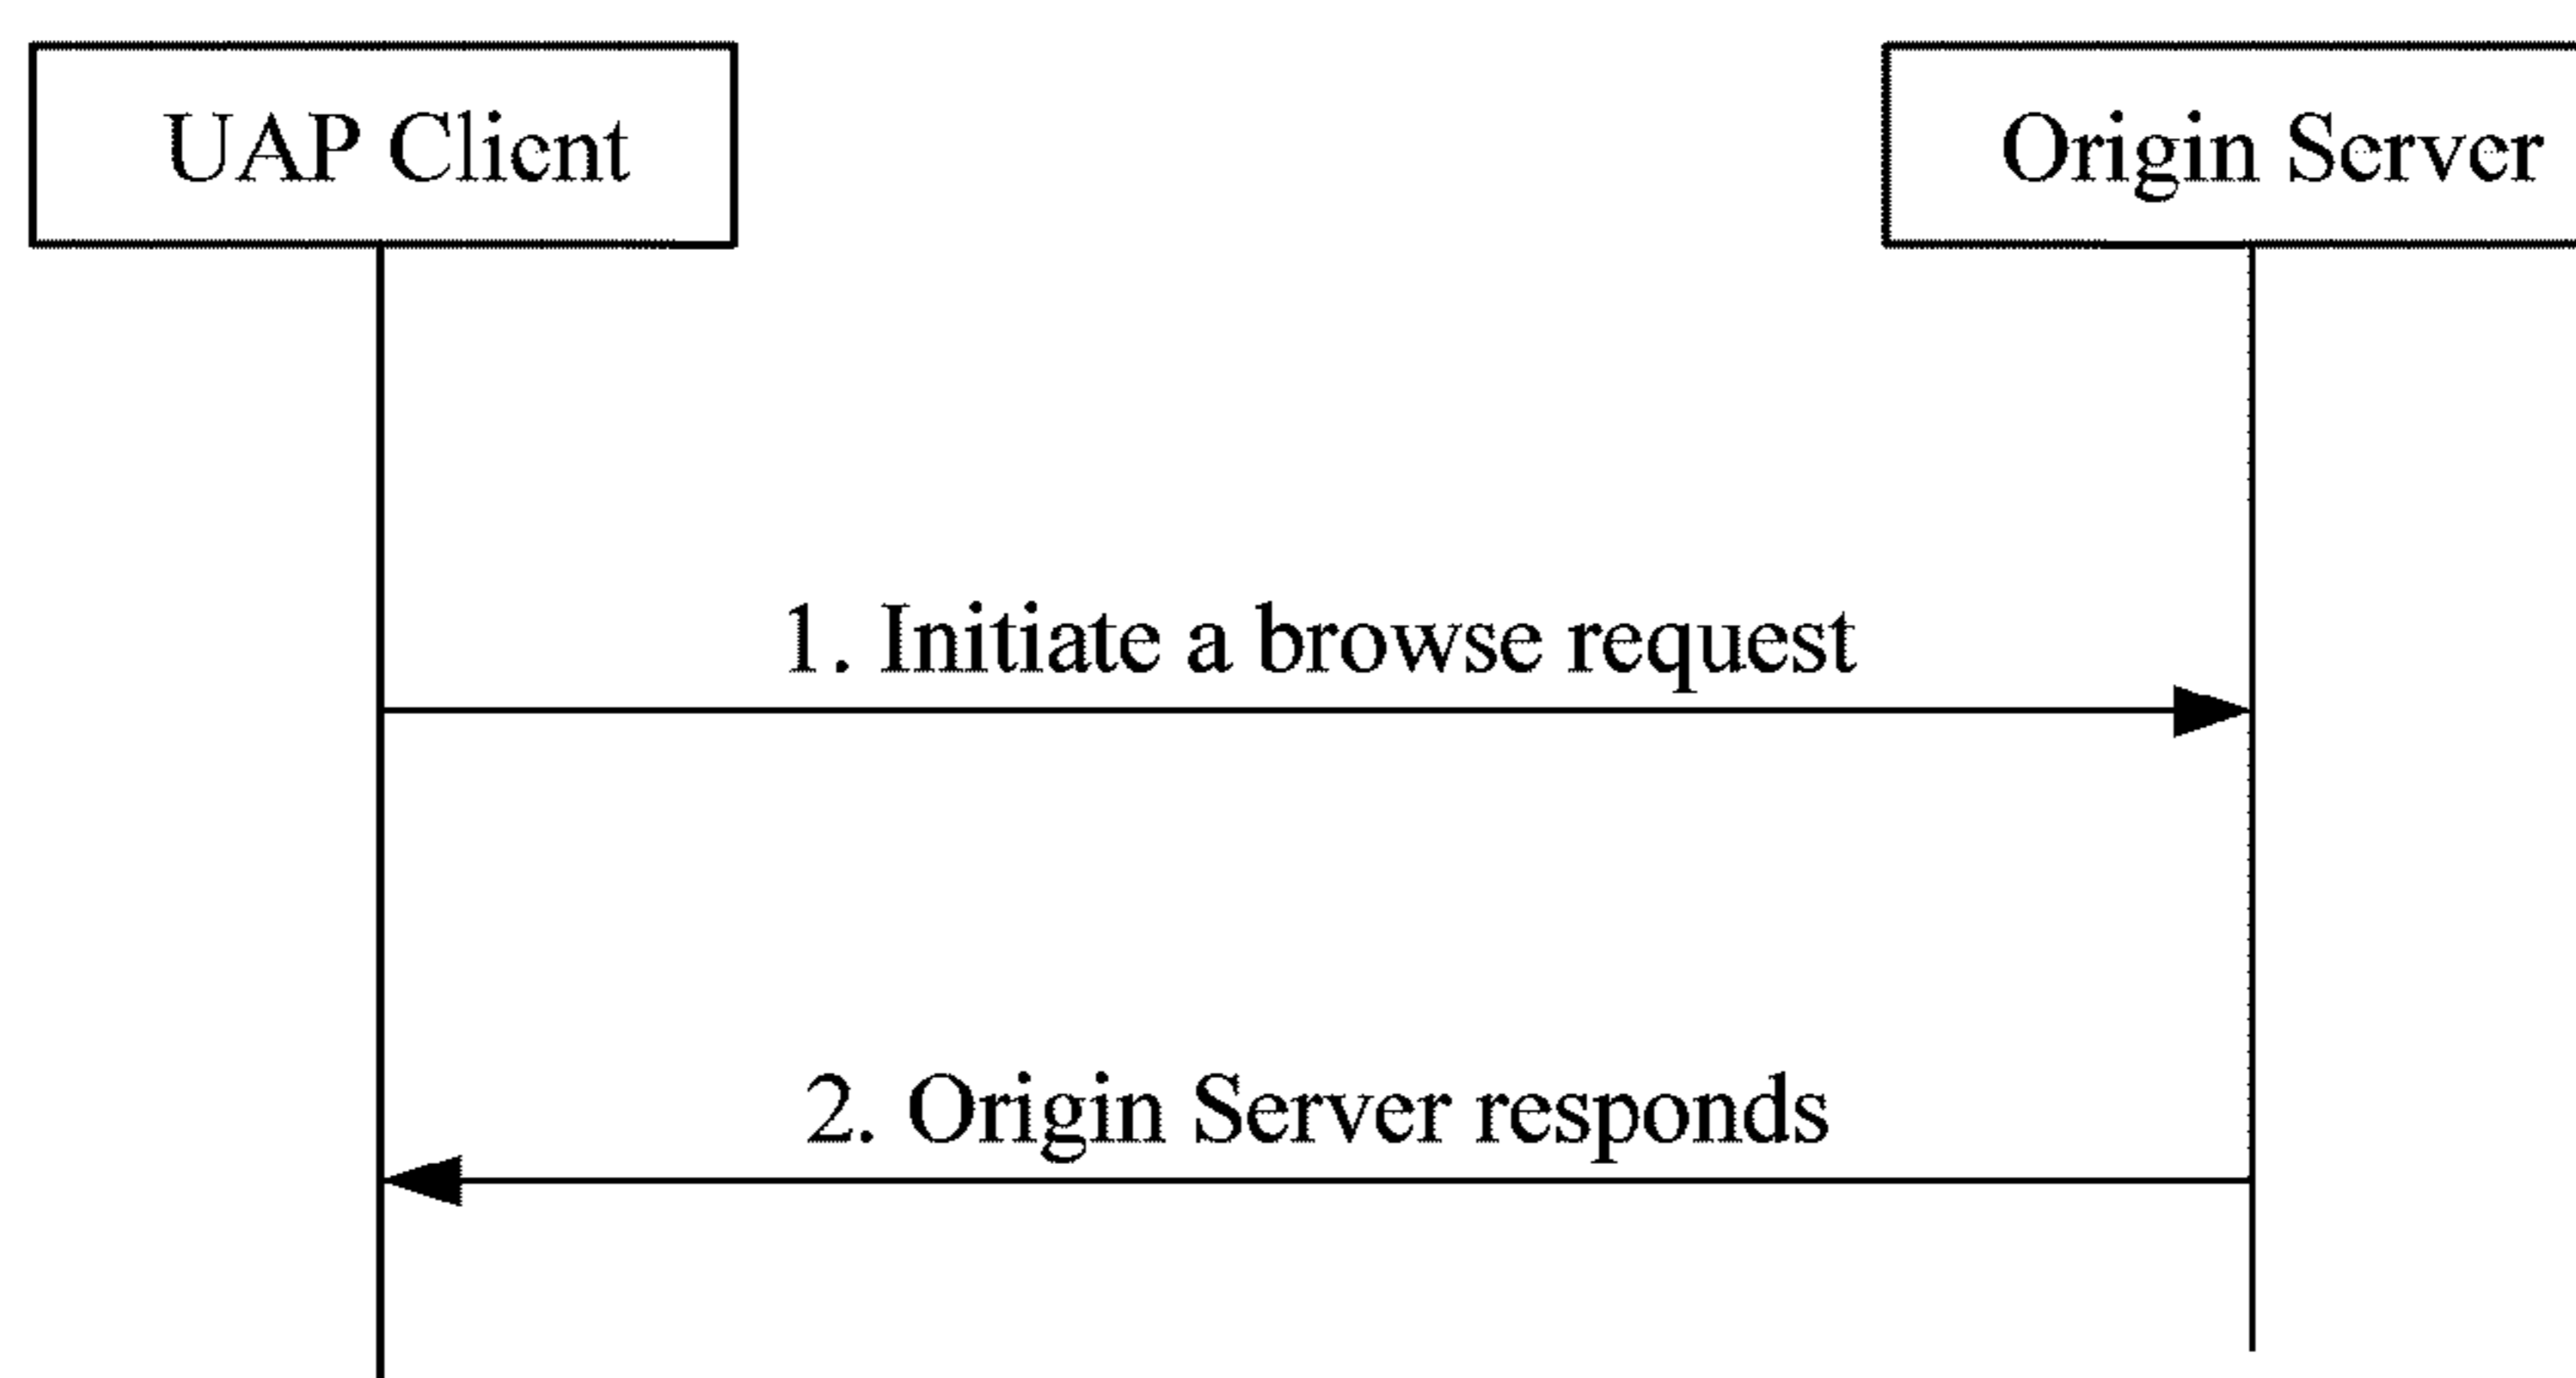 UAP Client
Origin Server
1. Initiate a browse request
2. Origin Server responds